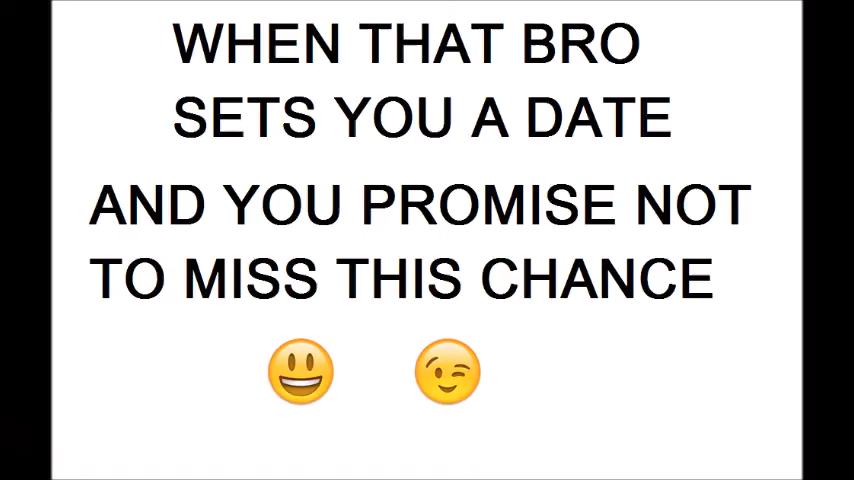 WHEN THAT BRO
SETS YOU A DATE
AND YOU PROMISE NOT
TO MISS THIS CHANCE